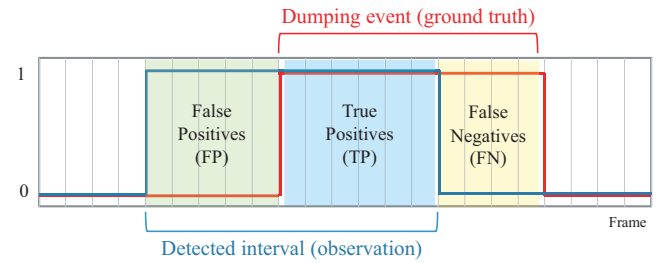 Dumping event (ground truth)
1
False
Positives
(FP)
True
Positives
(TP)
False
Negatives
(FN)
0
Frame
Detected interval (observation)